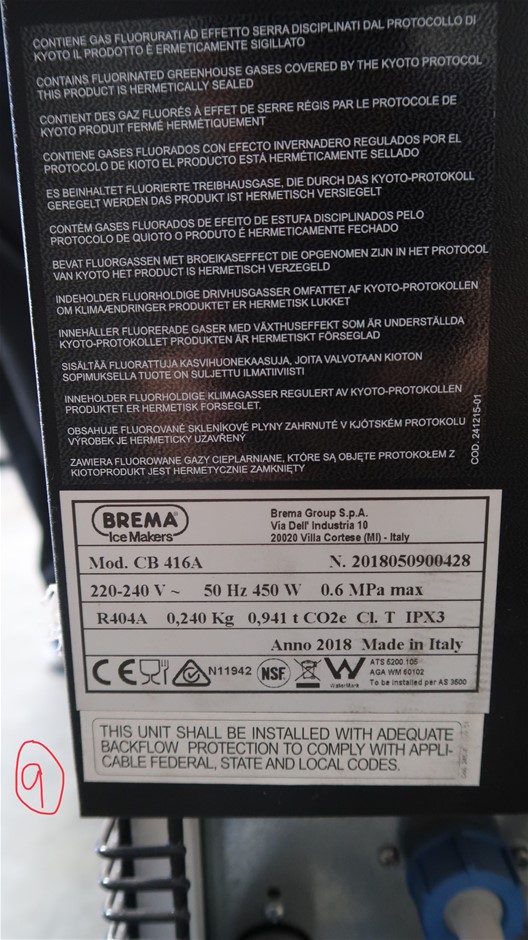 CONTIENE GAS FLUORURATI AD EFFETTO SERRA DISCIPLINATI DAL PROTOCOLLO DI
KYOTO IL PRODOTTO È ERMETICAMENTE SIGILLATO
CONTAINS FLUORINATED GREENHOUSE GASES COVERED BY THE KYOTO PROTOCOL
THIS PRODUCT IS HERMETICALLY SEALED
CONTIENT DES GAZ FLUORÉS À EFFET DE SERRE RÉGIS PAR LE PROTOCOLE DE
KYOTO PRODUIT FERMÉ HERMÉTIQUEMENT
CONTIENE GASES FLUORADOS CON EFECTO INVERNADERO REGULADOS POR EL
PROTOCOLO DE KIOTO EL PRODUCTO ESTÁ HERMÉTICAMENTE SELLADO
ES BEINHALTET FLUORIERTE TREIBHAUSGASE, DIE DURCH DAS KYOTO-PROTOKOLL
GEREGELT WERDEN DAS PRODUKT IST HERMETISCH VERSIEGELT
CONTÉM GASES FLUORADOS DE EFEITO DE ESTUFA DISCIPLINADOS PELO
PROTOCOLO DE QUIOTO O PRODUTO É HERMETICAMENTE FECHADO
BEVAT FLUORGASSEN MET BROEIKASEFFECT DIE OPGENOMEN ZIJN IN HET PROTOCOL
VAN KYOTO HET PRODUCT IS HERMETISCH VERZEGELD
INDEHOLDER FLUORHOLDIGE DRIVHUSGASSER OMFATTET AF KYOTO-PROTOKOLLEN
OM KLIMAÆNDRINGER PRODUKTET ER HERMETISK LUKKET
INNEHÅLLER FLUORERADE GASER MED VÄXTHUSEFFEKT SOM ÄR UNDERSTÄLLDA
KYOTO-PROTOKOLLET PRODUKTEN ÄR HERMETISKT FÖRSEGLAD
SISÄLTÄÄ FLUORATTUJA KASVIHUONEKAASUJA, JOITA VALVOTAAN KIOTON
SOPIMUKSELLA TUOTE ON SULJETTU ILMATIIVIISTI
INNEHOLDER FLUORHOLDIGE KLIMAGASSER REGULERT AV KYOTO-PROTOKOLLEN
PRODUKTET ER HERMETISK FORSEGLET.
OBSAHUJE FLUOROVANÉ SKLENÍKOVÉ PLYNY ZAHRNUTÉ V KJÓTSKÉM PROTOKOLU
VÝROBEK JE HERMETICKY UZAVŘENÝ
ZAWIERA FLUOROWANE GAZY CIEPLARNIANE, KTÓRE SĄ OBJĘTE PROTOKOŁEM Z
KIOTOPRODUKT JEST HERMETYCZNIE ZAMKNIĘTY
COD: 241215-01
BREMA®
Ice Makers
Brema Group S.p.A.
Via Dell' Industria 10
20020 Villa Cortese (MI) - Italy
Mod. CB 416A N. 2018050900428
220-240 V ~ 50 Hz 450 W 0.6 MPa max
R404A 0,240 Kg 0,941 t CO2e Cl. T IPX3
Anno 2018 Made in Italy
CE N11942 NSF WaterMark
ATS 5200.105
AGA WM 60102
To be installed per AS 3500
THIS UNIT SHALL BE INSTALLED WITH ADEQUATE
BACKFLOW PROTECTION TO COMPLY WITH APPLI-
CABLE FEDERAL, STATE AND LOCAL CODES.
9